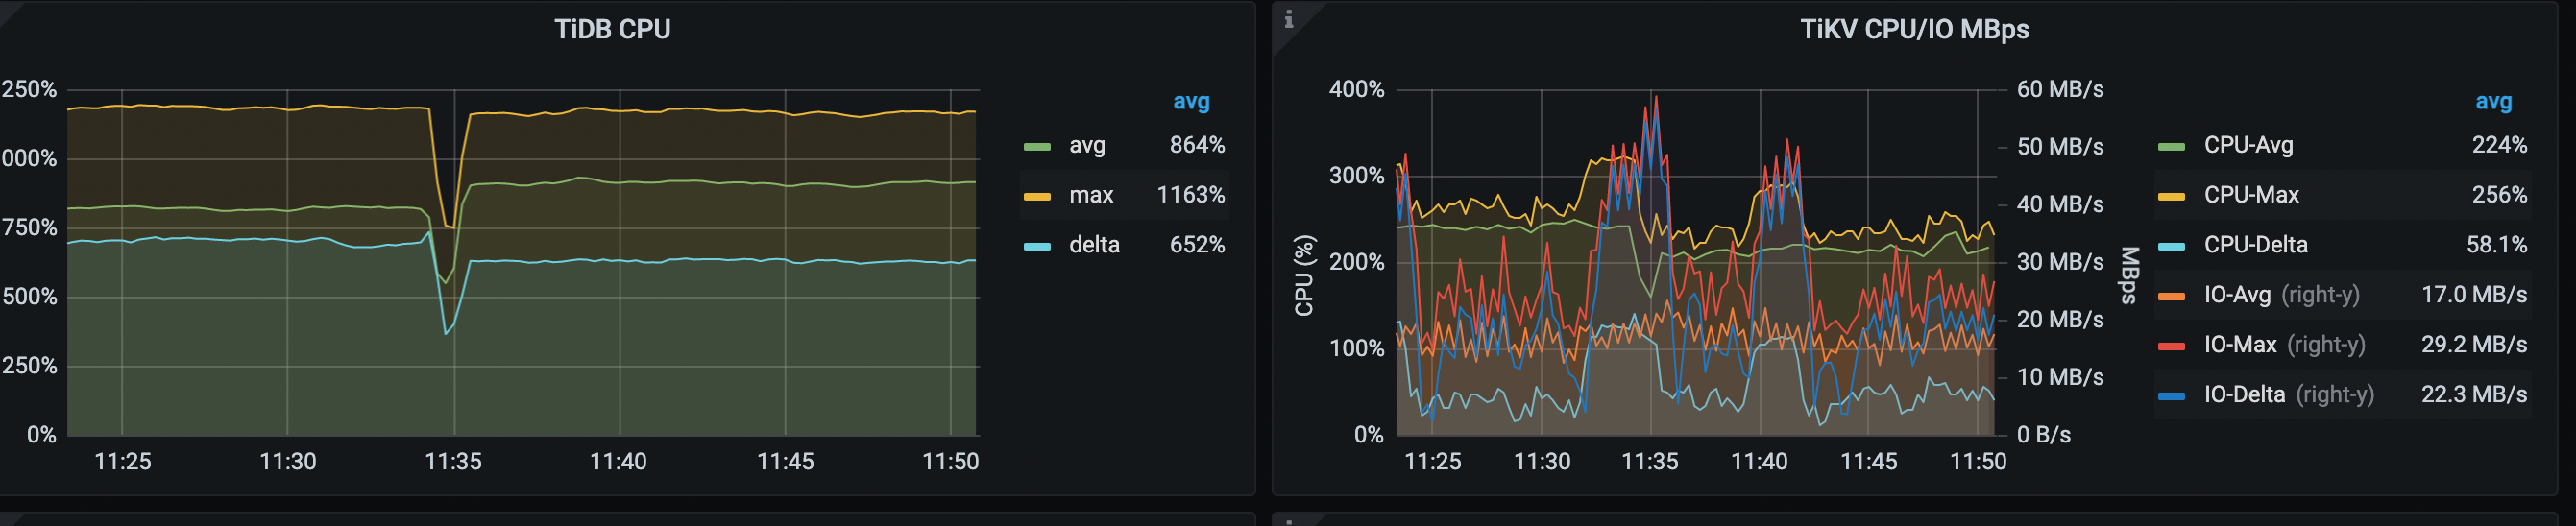 TiDB CPU
250%
000%
750%
500%
250%
0%
11:25 11:30 11:35 11:40 11:45 11:50
avg
avg 864%
max 1163%
delta 652%
i
TiKV CPU/IO MBps
CPU (%)
400%
300%
200%
100%
0%
60 MB/s
50 MB/s
40 MB/s
30 MB/s
20 MB/s
10 MB/s
0 B/s
MBps
11:25 11:30 11:35 11:40 11:45 11:50
avg
CPU-Avg 224%
CPU-Max 256%
CPU-Delta 58.1%
IO-Avg (right-y) 17.0 MB/s
IO-Max (right-y) 29.2 MB/s
IO-Delta (right-y) 22.3 MB/s